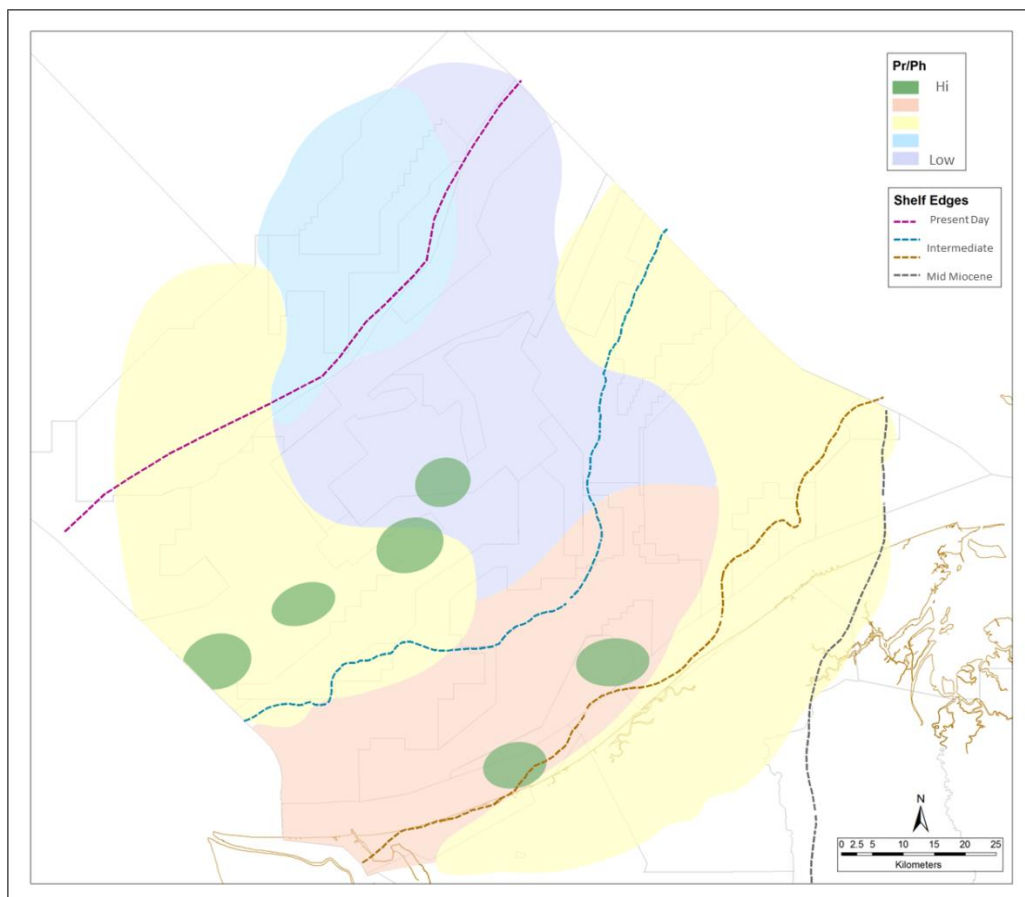 Pr/Ph
Hi
Low
Shelf Edges
Present Day
Intermediate
Mid Miocene
N
0 2.5 5 10 15 20 25
Kilometers